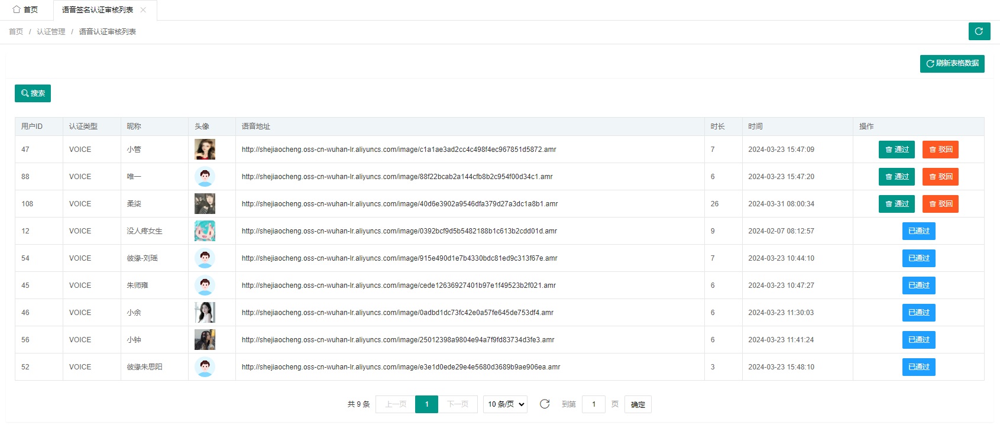 首页 语音签名认证审核列表
首页 / 认证管理 / 语音认证审核列表
刷新表格数据
搜索
用户ID 认证类型 昵称 头像 语音地址 时长 时间 操作
47 VOICE 小管 http://shejiaocheng.oss-cn-wuhan-lr.aliyuncs.com/image/c1a1ae3ad2cc4c498f4ec967851d5872.amr 7 2024-03-23 15:47:09 通过 驳回
88 VOICE 唯一 http://shejiaocheng.oss-cn-wuhan-lr.aliyuncs.com/image/88f22bcab2a144cfb8b2c954f00d34c1.amr 6 2024-03-23 15:47:20 通过 驳回
108 VOICE 柔柒 http://shejiaocheng.oss-cn-wuhan-lr.aliyuncs.com/image/40d6e3902a9546dfa379d27a3dc1a8b1.amr 26 2024-03-31 08:00:34 通过 驳回
12 VOICE 没人疼女生 http://shejiaocheng.oss-cn-wuhan-lr.aliyuncs.com/image/0392bcf9d5b5482188b1c613b2cdd01d.amr 9 2024-02-07 08:12:57 已通过
54 VOICE 彼缘-刘瑶 http://shejiaocheng.oss-cn-wuhan-lr.aliyuncs.com/image/915e490d1e7b4330bdc81ed9c313f67e.amr 7 2024-03-23 10:44:10 已通过
45 VOICE 朱师雍 http://shejiaocheng.oss-cn-wuhan-lr.aliyuncs.com/image/cede12636927401b97e1f49523b2f021.amr 6 2024-03-23 10:47:27 已通过
46 VOICE 小余 http://shejiaocheng.oss-cn-wuhan-lr.aliyuncs.com/image/0adbd1dc73fc42e0a57fe645de753df4.amr 6 2024-03-23 11:30:03 已通过
56 VOICE 小钟 http://shejiaocheng.oss-cn-wuhan-lr.aliyuncs.com/image/25012398a9804e94a7f9fd83734d3fe3.amr 6 2024-03-23 11:41:24 已通过
52 VOICE 彼缘朱思阳 http://shejiaocheng.oss-cn-wuhan-lr.aliyuncs.com/image/e3e1d0ede29e4e5680d3689b9ae906ea.amr 3 2024-03-23 15:48:10 已通过
共 9 条 上一页 1 下一页 10 条/页 到第 1 页 确定